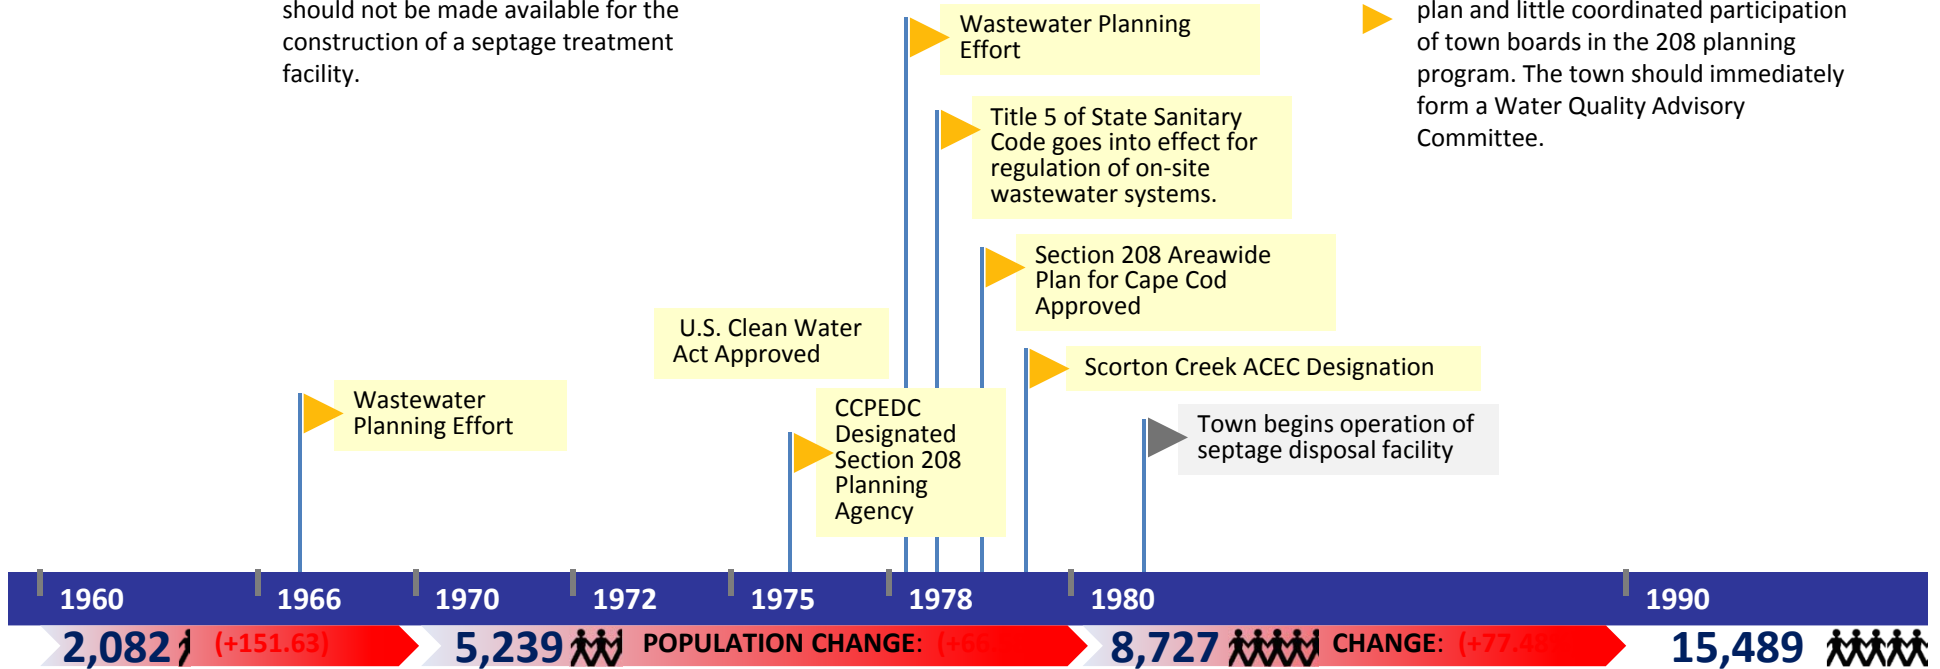 should not be made available for the
construction of a septage treatment
facility.
Wastewater Planning
Effort
plan and little coordinated participation
of town boards in the 208 planning
program. The town should immediately
form a Water Quality Advisory
Committee.
Title 5 of State Sanitary
Code goes into effect for
regulation of on-site
wastewater systems.
Section 208 Areawide
Plan for Cape Cod
Approved
U.S. Clean Water
Act Approved
Scorton Creek ACEC Designation
Wastewater
Planning Effort
CCPEDC
Designated
Section 208
Planning
Agency
Town begins operation of
septage disposal facility
1960 1966 1970 1972 1975 1978 1980 1990
2,082 (+151.63) 5,239 POPULATION CHANGE: 8,727 CHANGE: 15,489